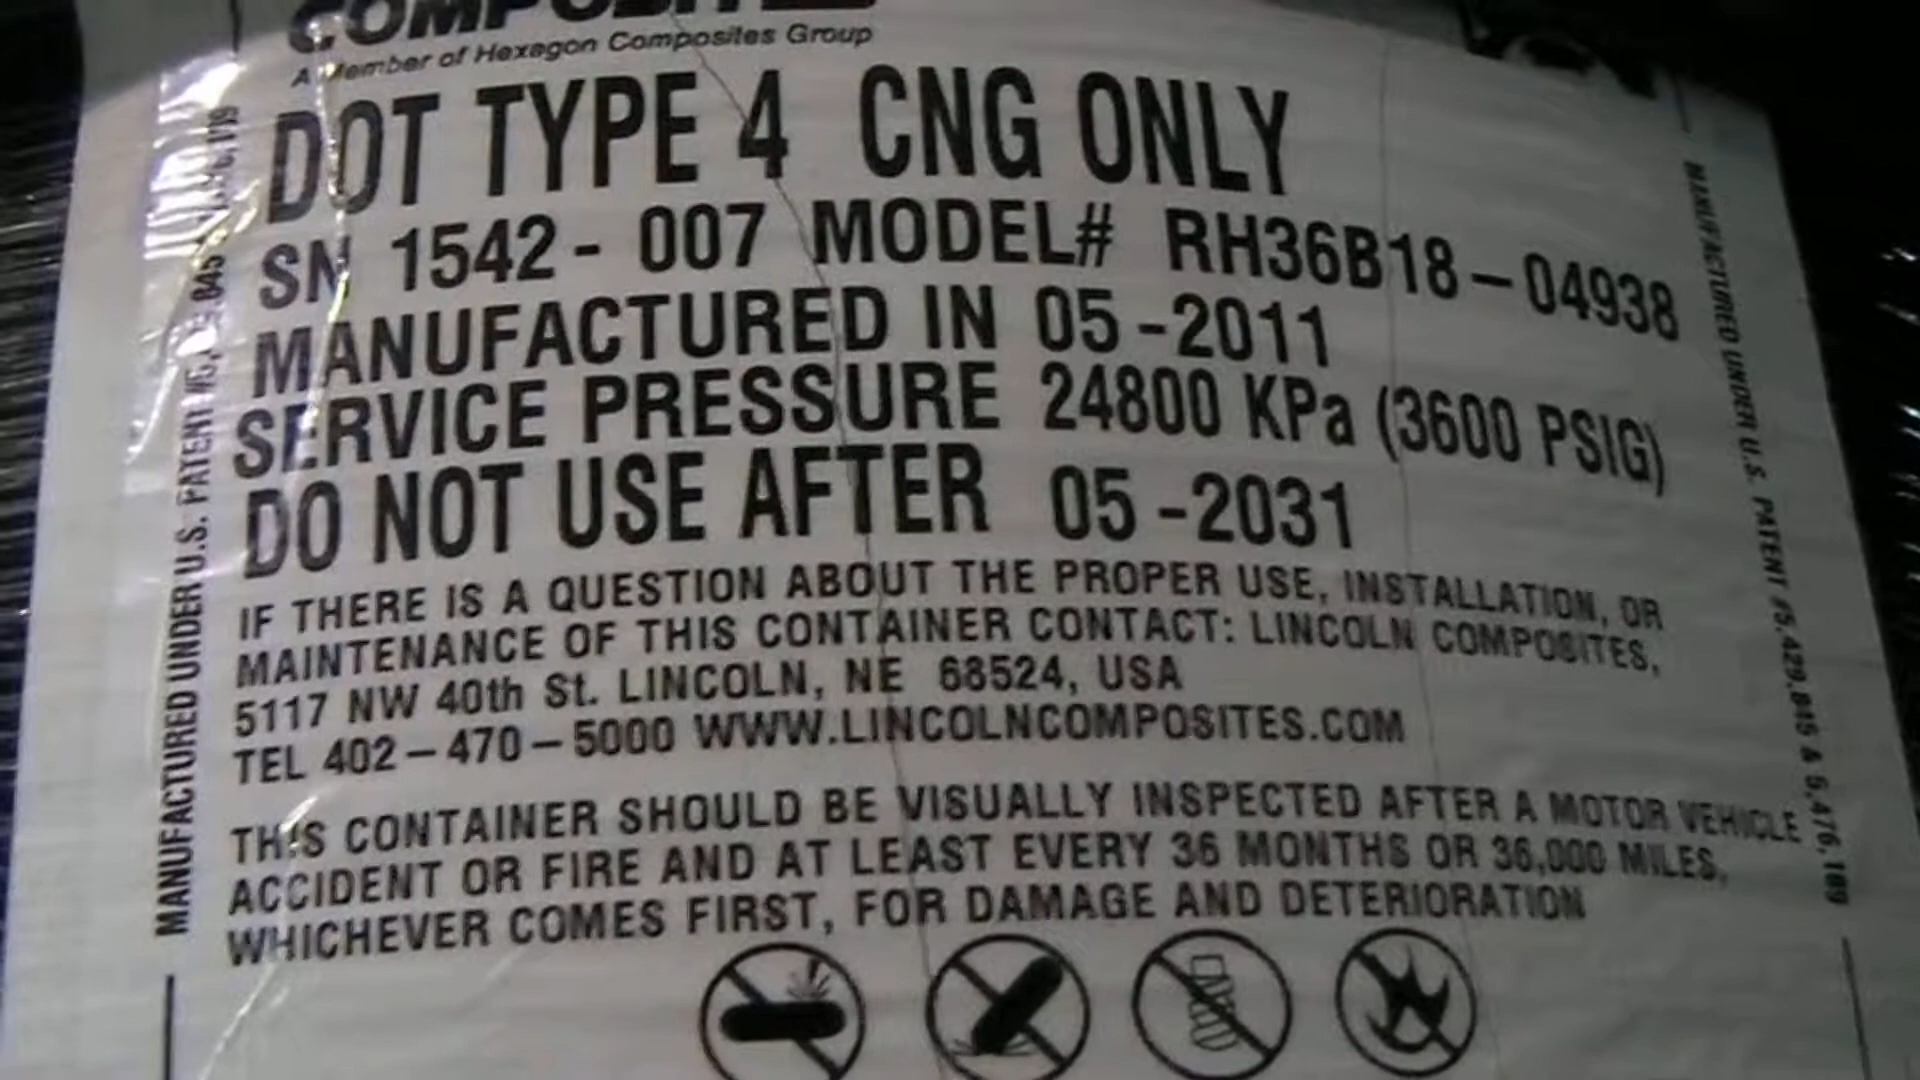 COMPOSITES
A Member of Hexagon Composites Group
DOT TYPE 4 CNG ONLY
SN 1542 - 007 MODEL# RH36B18 – 04938
MANUFACTURED IN 05 - 2011
SERVICE PRESSURE 24800 KPa (3600 PSIG)
DO NOT USE AFTER 05 - 2031
IF THERE IS A QUESTION ABOUT THE PROPER USE, INSTALLATION, OR
MAINTENANCE OF THIS CONTAINER CONTACT: LINCOLN COMPOSITES,
5117 NW 40th St. LINCOLN, NE 68524, USA
TEL 402 – 470 – 5000 WWW.LINCOLNCOMPOSITES.COM
THIS CONTAINER SHOULD BE VISUALLY INSPECTED AFTER A MOTOR VEHICLE
ACCIDENT OR FIRE AND AT LEAST EVERY 36 MONTHS OR 36,000 MILES,
WHICHEVER COMES FIRST, FOR DAMAGE AND DETERIORATION
MANUFACTURED UNDER U.S. PATENT
MANUFACTURED UNDER U.S. PATENT #5,429,845 & 5,476,189